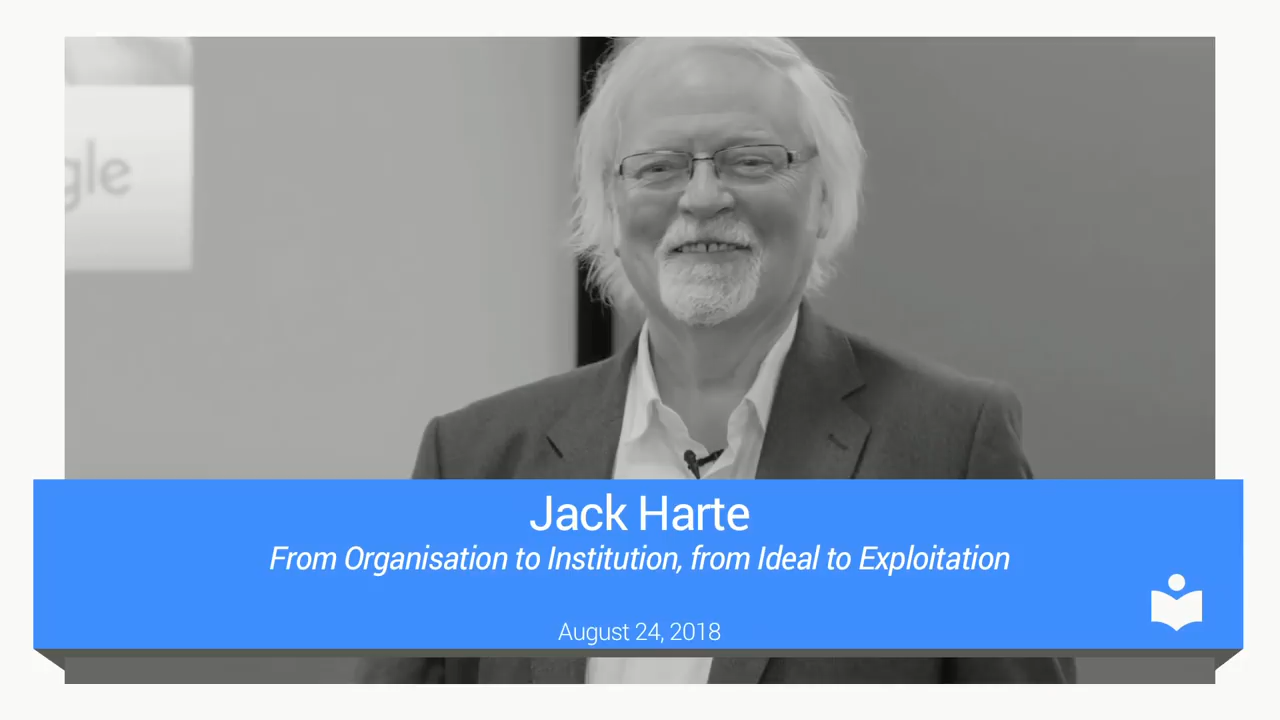 gle
Jack Harte
From Organisation to Institution, from Ideal to Exploitation
August 24, 2018